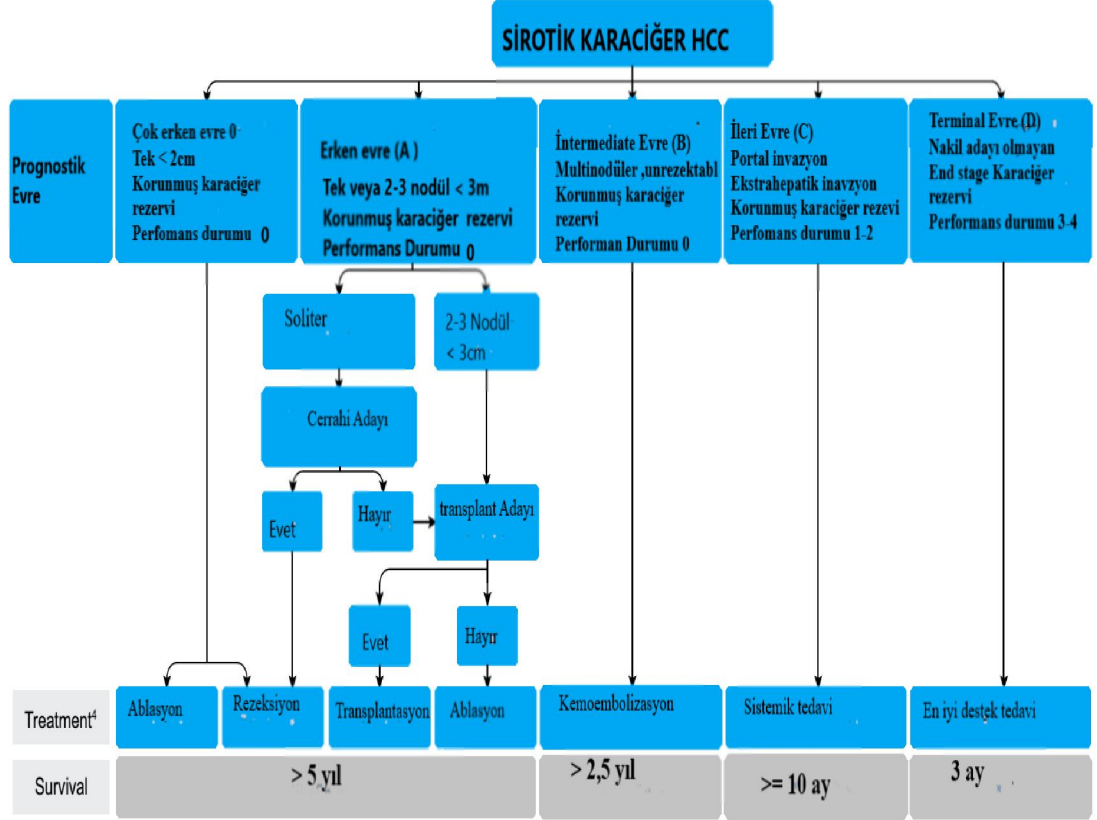 SİROTİK KARACİĞER HCC
Prognostik
Evre
Çok erken evre 0
Tek < 2cm
Korunmuş karaciğer
rezervi
Perfomans durumu 0
Erken evre (A )
Tek veya 2-3 nodül < 3m
Korunmuş karaciğer rezervi
Performans Durumu 0
İntermediate Evre (B)
Multinodüler ,unrezektabl
Korunmuş karaciğer
rezervi
Performan Durumu 0
İleri Evre (C)
Portal invazyon
Ekstrahepatik inavzyon
Korunmuş karaciğer rezevi
Perfomans durumu 1-2
Terminal Evre (D)
Nakil adayı olmayan
End stage Karaciğer
rezervi
Performans durumu 3-4
Soliter
2-3 Nodül
< 3cm
Cerrahi Adayı
Evet
Hayır
transplant Adayı
Evet
Hayır
Treatment4
Ablasyon
Rezeksiyon
Transplantasyon
Ablasyon
Kemoembolizasyon
Sistemik tedavi
En iyi destek tedavi
Survival
> 5 yıl
> 2,5 yıl
>= 10 ay
3 ay